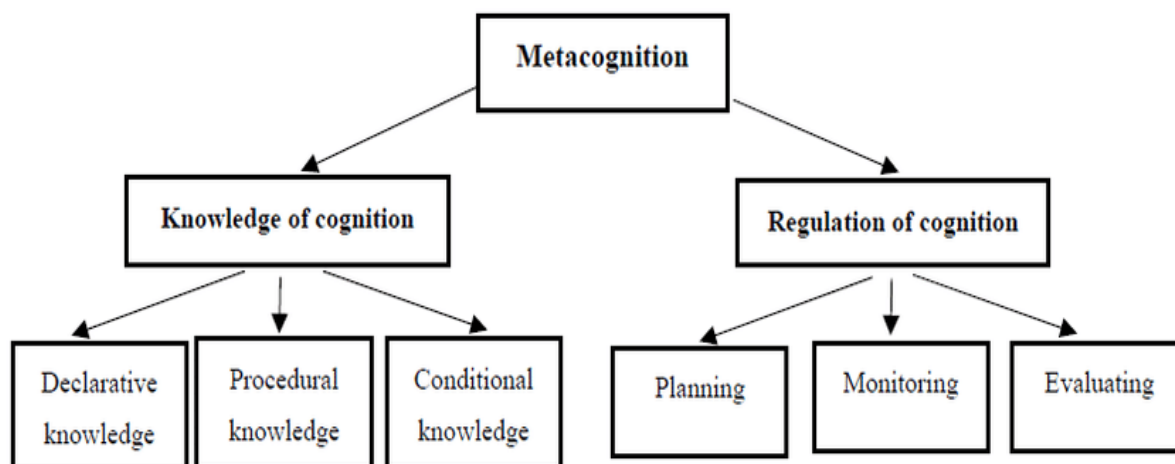 Metacognition
Knowledge of cognition
Regulation of cognition
Declarative
knowledge
Procedural
knowledge
Conditional
knowledge
Planning
Monitoring
Evaluating